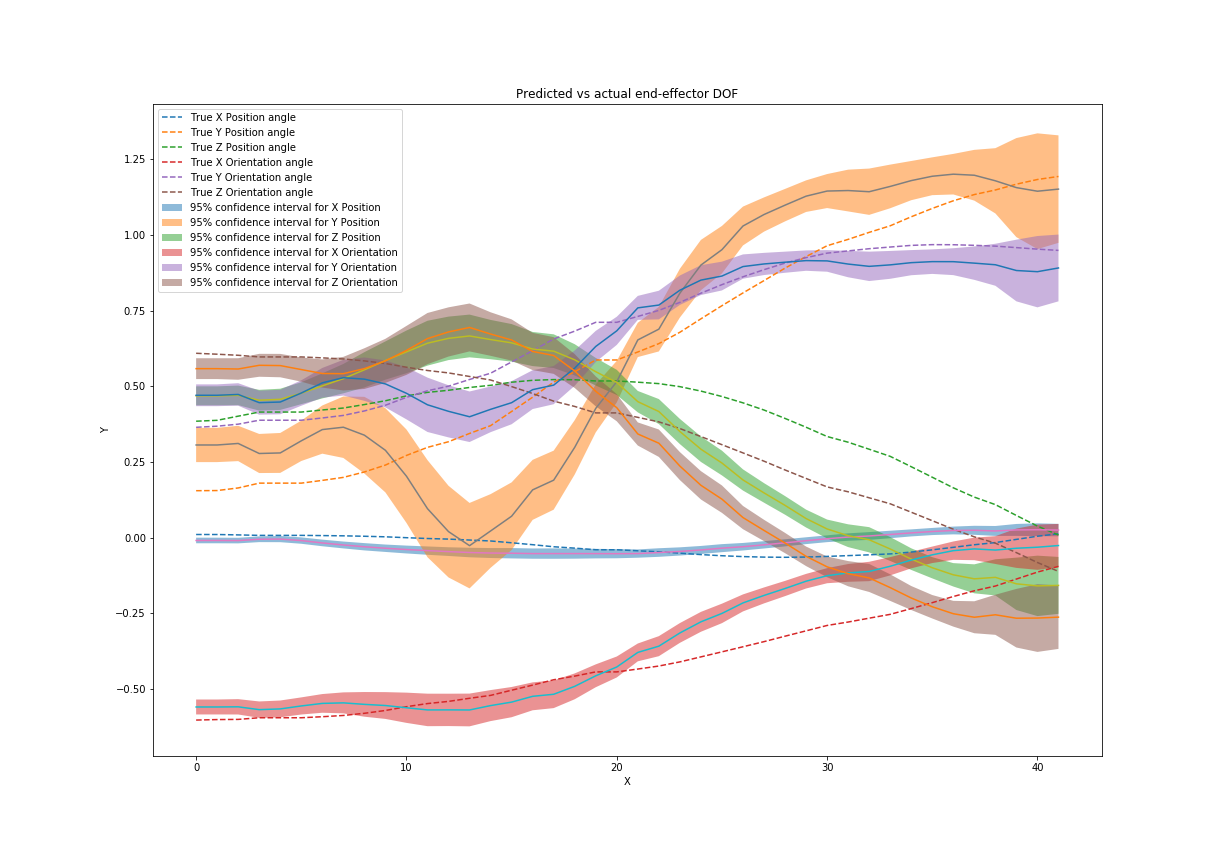 Predicted vs actual end-effector DOF
True X Position angle
True Y Position angle
True Z Position angle
True X Orientation angle
True Y Orientation angle
True Z Orientation angle
95% confidence interval for X Position
95% confidence interval for Y Position
95% confidence interval for Z Position
95% confidence interval for X Orientation
95% confidence interval for Y Orientation
95% confidence interval for Z Orientation
1.25
1.00
0.75
0.50
0.25
0.00
−0.25
−0.50
Y
0
10
20
30
40
X